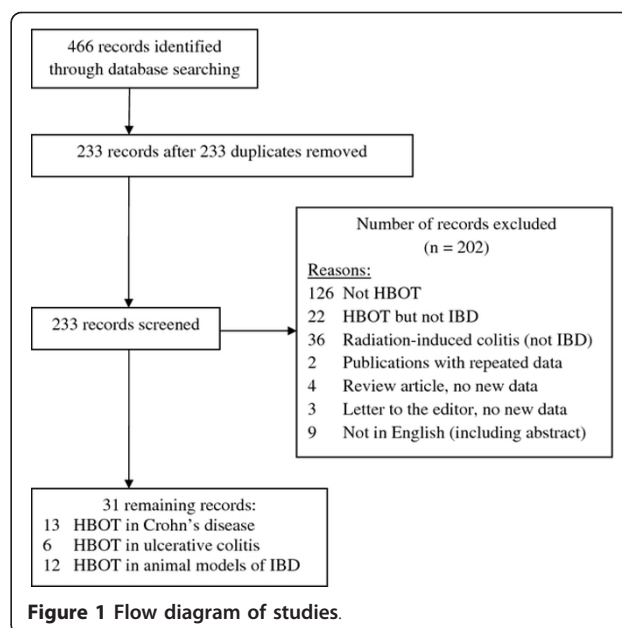 466 records identified
through database searching
233 records after 233 duplicates removed
233 records screened
Number of records excluded
(n = 202)
Reasons:
126 Not HBOT
22 HBOT but not IBD
36 Radiation-induced colitis (not IBD)
2 Publications with repeated data
4 Review article, no new data
3 Letter to the editor, no new data
9 Not in English (including abstract)
31 remaining records:
13 HBOT in Crohn's disease
6 HBOT in ulcerative colitis
12 HBOT in animal models of IBD
Figure 1 Flow diagram of studies.